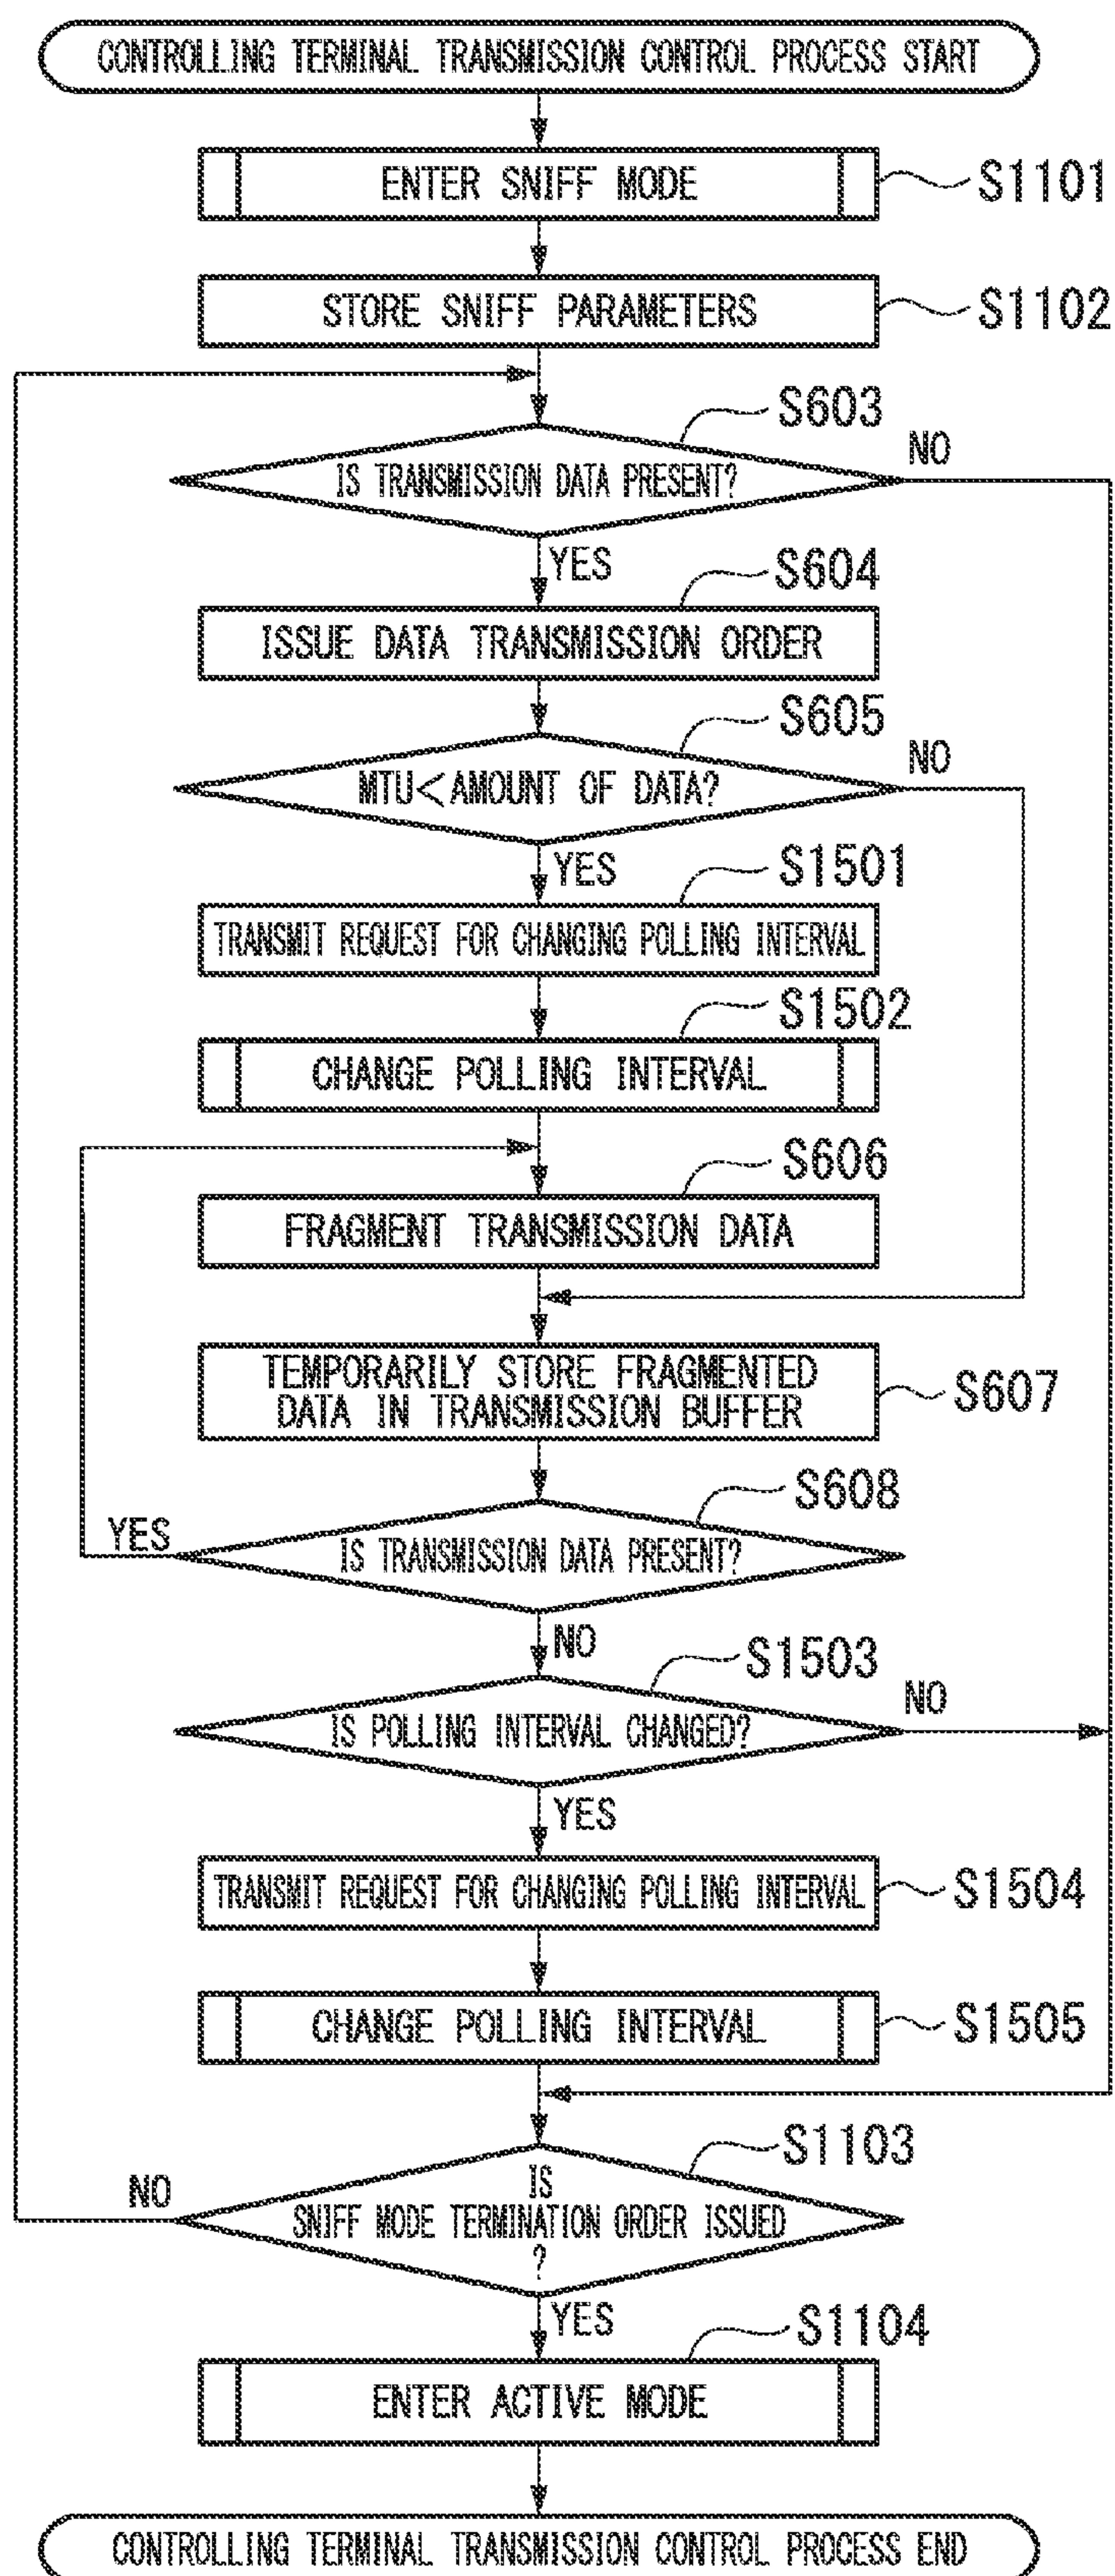 CONTROLLING TERMINAL TRANSMISSION CONTROL PROCESS START
ENTER SNIFF MODE
S1101
STORE SNIFF PARAMETERS
S1102
S603
IS TRANSMISSION DATA PRESENT?
NO
YES
S604
ISSUE DATA TRANSMISSION ORDER
S605
MTU<AMOUNT OF DATA?
NO
YES
S1501
TRANSMIT REQUEST FOR CHANGING POLLING INTERVAL
S1502
CHANGE POLLING INTERVAL
S606
FRAGMENT TRANSMISSION DATA
TEMPORARILY STORE FRAGMENTED
DATA IN TRANSMISSION BUFFER
S607
S608
YES
IS TRANSMISSION DATA PRESENT?
NO
S1503
IS POLLING INTERVAL CHANGED?
NO
YES
TRANSMIT REQUEST FOR CHANGING POLLING INTERVAL
S1504
CHANGE POLLING INTERVAL
S1505
S1103
NO
IS
SNIFF MODE TERMINATION ORDER ISSUED
?
YES
S1104
ENTER ACTIVE MODE
CONTROLLING TERMINAL TRANSMISSION CONTROL PROCESS END